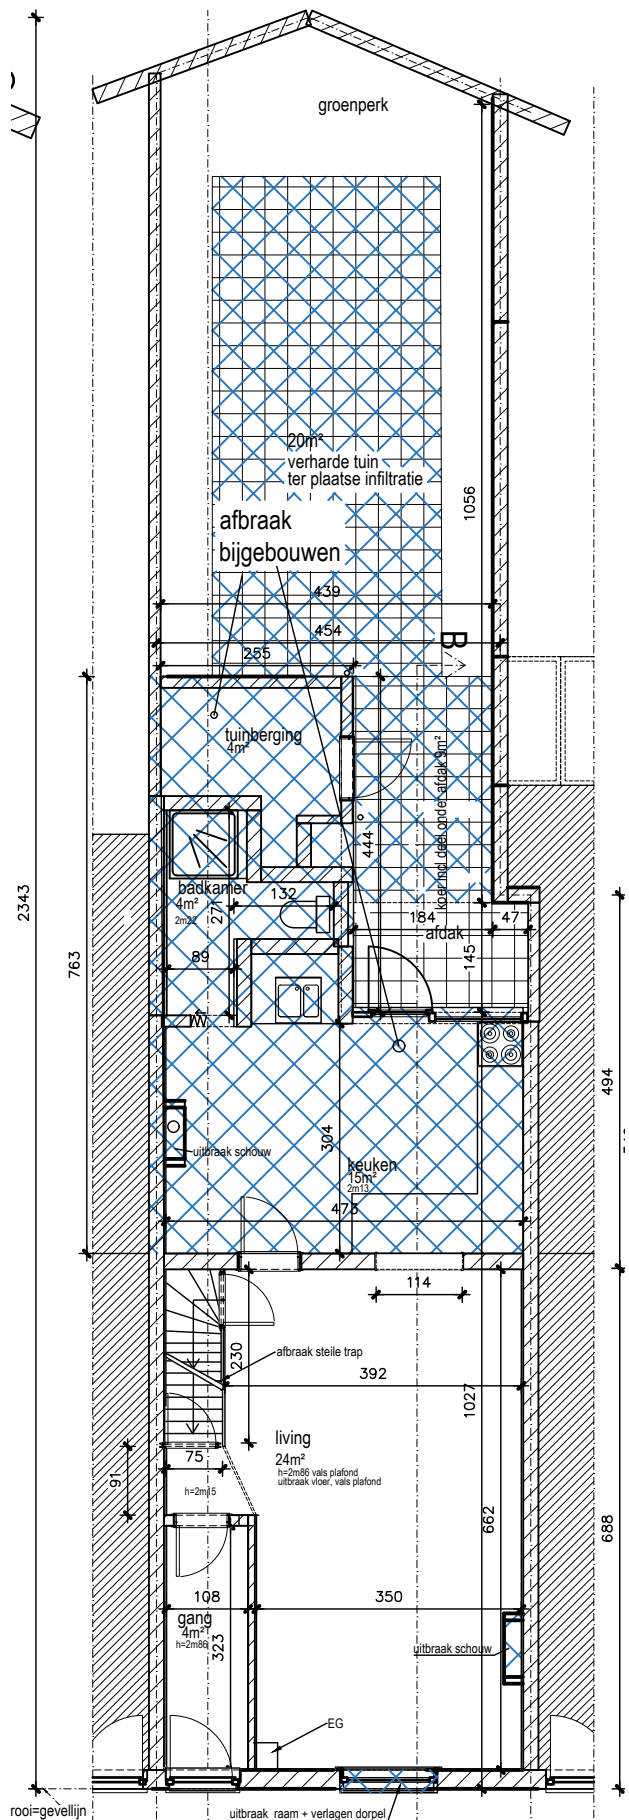 groenperk
20m²
verharde tuin
ter plaatse infiltratie
1056
afbraak
bijgebouwen
439
454
255
B
tuinberging
4m²
koer incl deel onder afdak 9m²
444
2343
763
badkamer
4m²
2m22
271
132
184
47
afdak
145
89
494
304
uitbraak schouw
keuken
15m²
2m13
473
114
230
afbraak steile trap
392
1027
living
24m²
h=2m86 vals plafond
uitbraak vloer, vals plafond
75
91
h=2m15
662
688
108
350
gang
4m²
h=2m86
323
uitbraak schouw
EG
rooi=gevellijn
uitbraak raam + verlagen dorpel